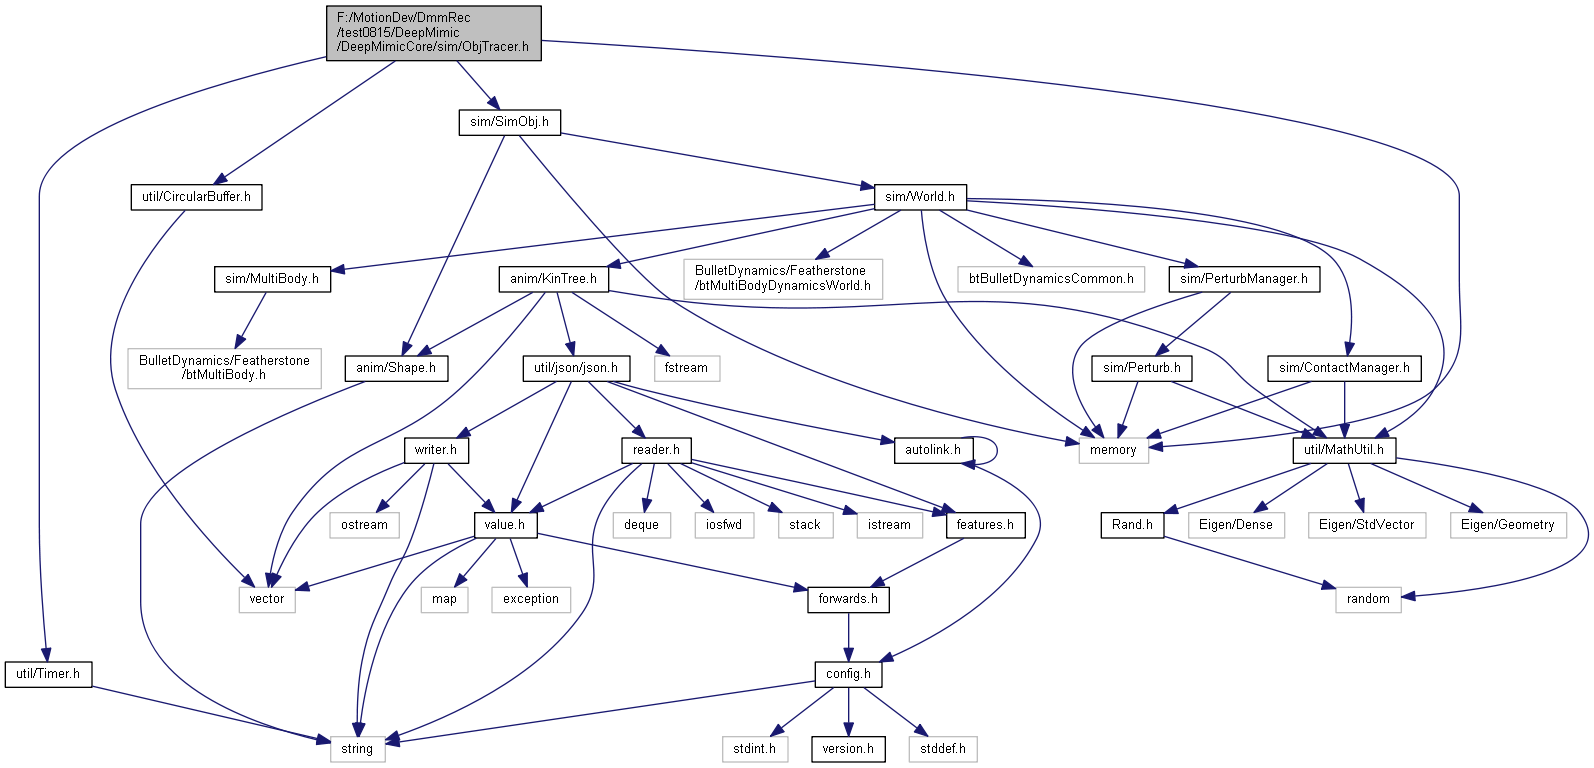 F:/MotionDev/DmmRec
/test0815/DeepMimic
/DeepMimicCore/sim/ObjTracer.h
sim/SimObj.h
util/CircularBuffer.h
sim/World.h
sim/MultiBody.h
anim/KinTree.h
BulletDynamics/Featherstone
/btMultiBodyDynamicsWorld.h
btBulletDynamicsCommon.h
sim/PerturbManager.h
BulletDynamics/Featherstone
/btMultiBody.h
anim/Shape.h
util/json/json.h
fstream
sim/Perturb.h
sim/ContactManager.h
writer.h
reader.h
autolink.h
memory
util/MathUtil.h
ostream
value.h
deque
iosfwd
stack
istream
features.h
Rand.h
Eigen/Dense
Eigen/StdVector
Eigen/Geometry
vector
map
exception
forwards.h
random
util/Timer.h
config.h
string
stdint.h
version.h
stddef.h